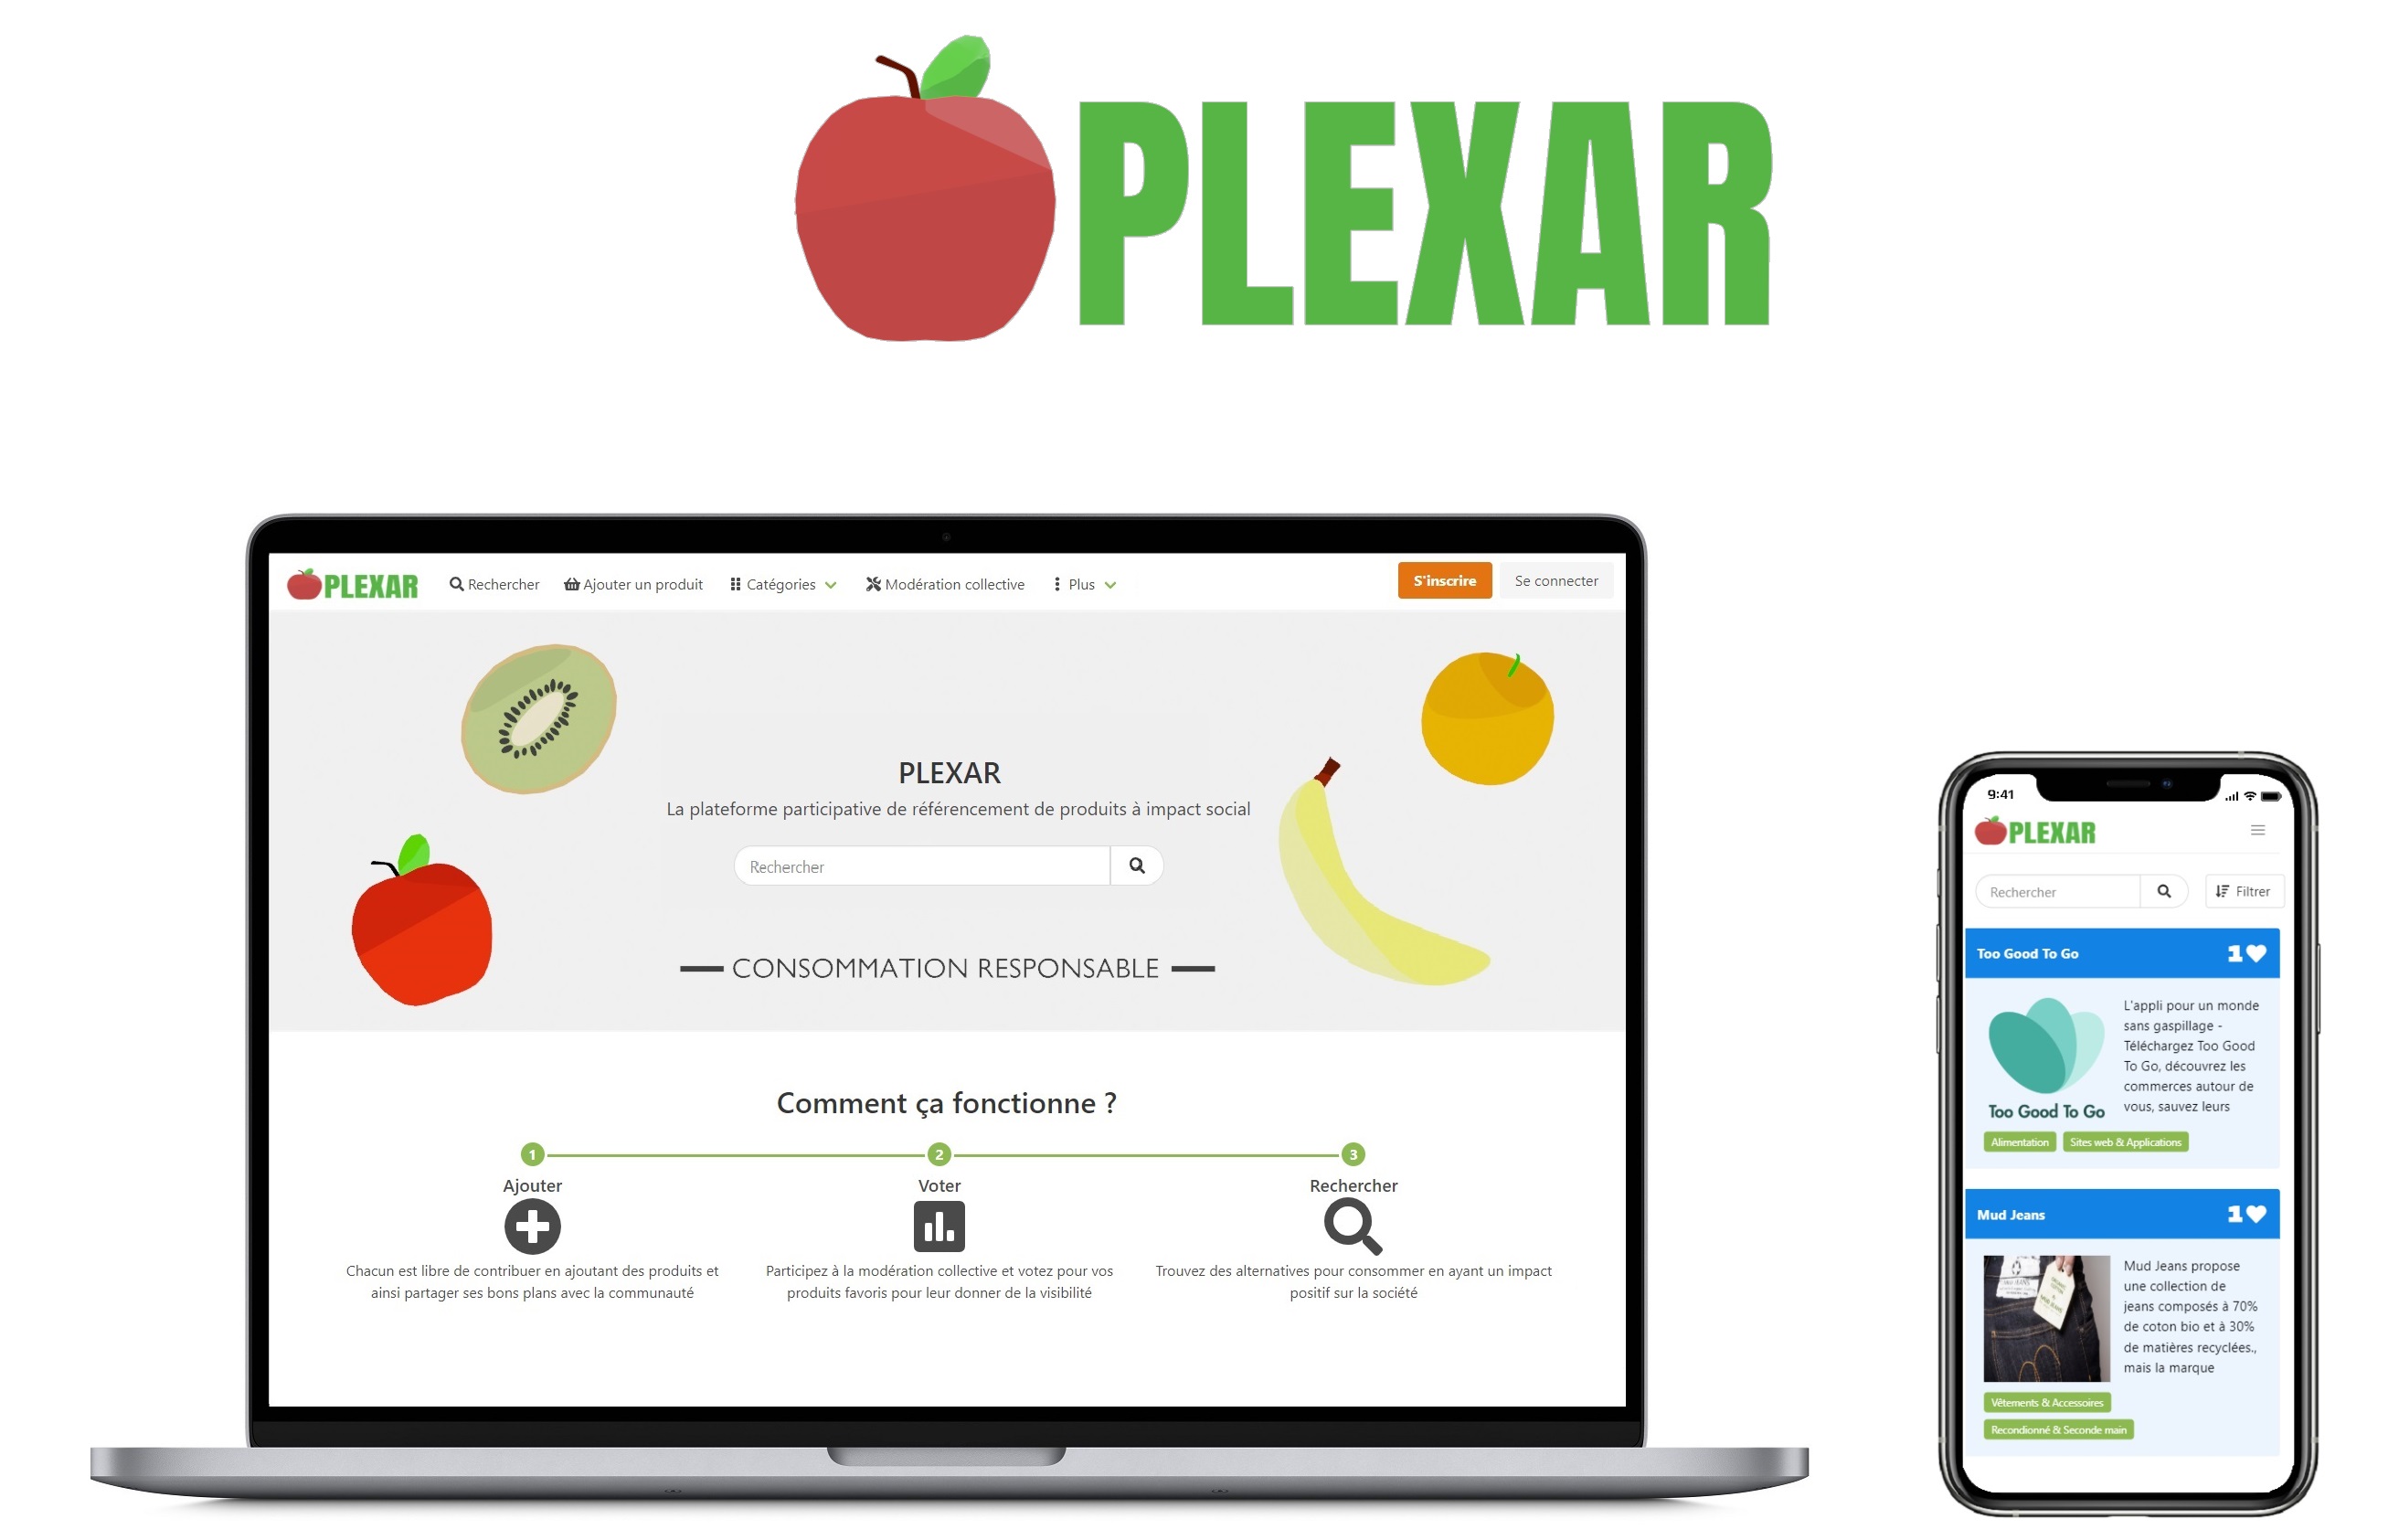 PLEXAR
PLEXAR
Rechercher
Ajouter un produit
Catégories
Modération collective
Plus
S'inscrire
Se connecter
PLEXAR
La plateforme participative de référencement de produits à impact social
Rechercher
CONSOMMATION RESPONSABLE
Comment ça fonctionne ?
1
2
3
Ajouter
Voter
Rechercher
Chacun est libre de contribuer en ajoutant des produits et
ainsi partager ses bons plans avec la communauté
Participez à la modération collective et votez pour vos
produits favoris pour leur donner de la visibilité
Trouvez des alternatives pour consommer en ayant un impact
positif sur la société
9:41
PLEXAR
Rechercher
Filtrer
Too Good To Go
1
L'appli pour un monde
sans gaspillage -
Téléchargez Too Good
To Go, découvrez les
commerces autour de
vous, sauvez leurs
Too Good To Go
Alimentation
Sites web & Applications
Mud Jeans
1
Mud Jeans propose
une collection de
jeans composés à 70%
de coton bio et à 30%
de matières recyclées.,
mais la marque
Vêtements & Accessoires
Recondionné & Seconde main